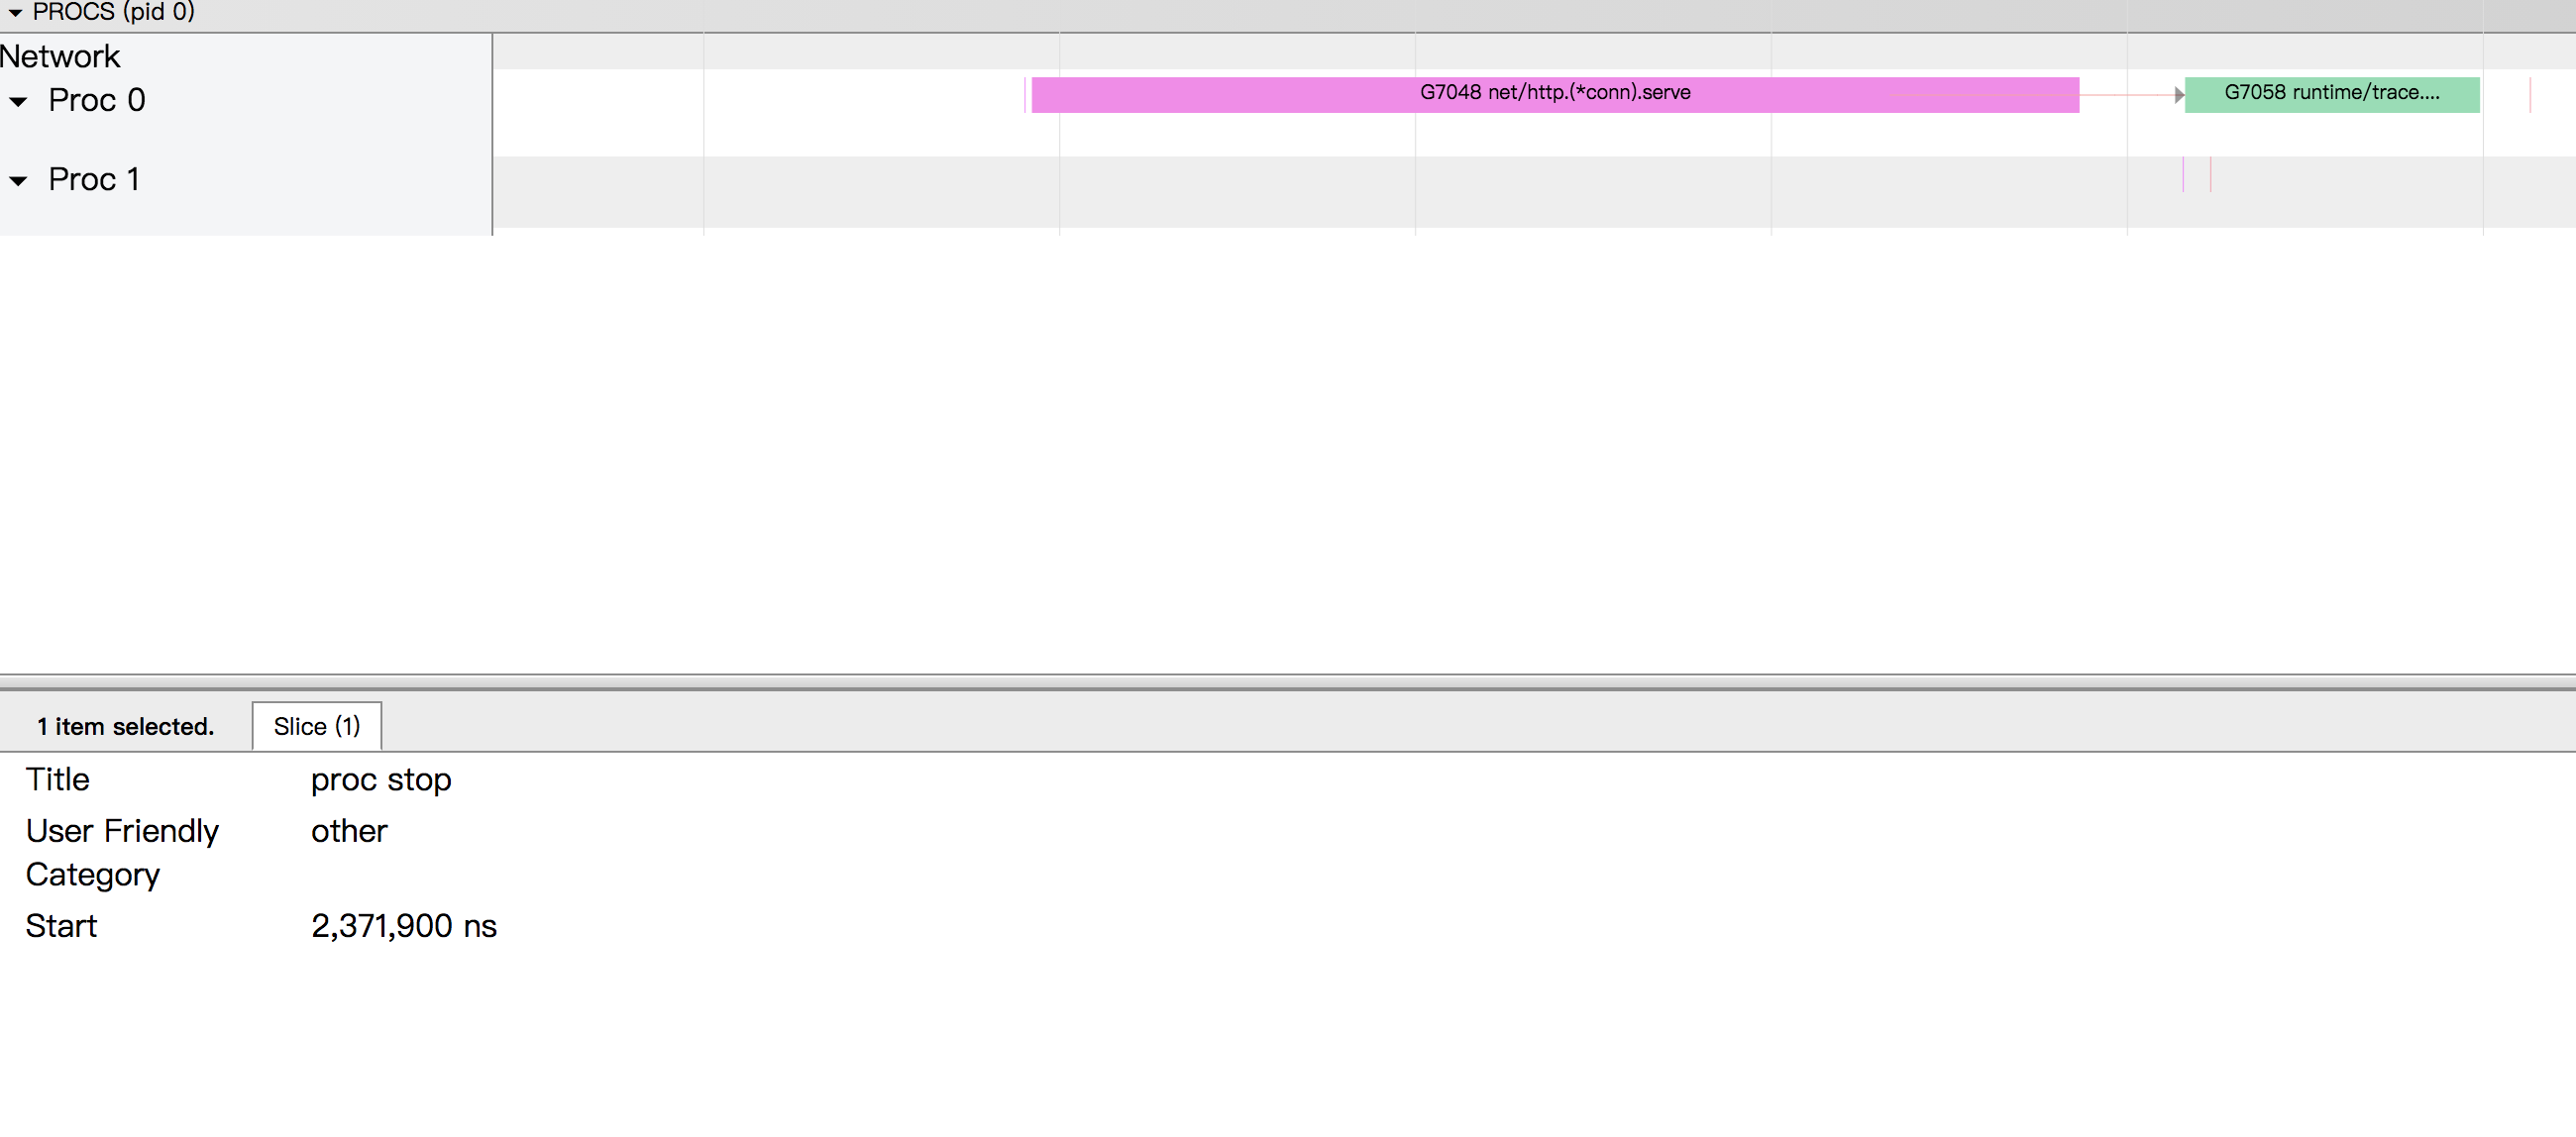 PROCS (pid 0)
Network
Proc 0
G7048 net/http.(*conn).serve
G7058 runtime/trace....
Proc 1
1 item selected.
Slice (1)
Title
proc stop
User Friendly
Category
other
Start
2,371,900 ns